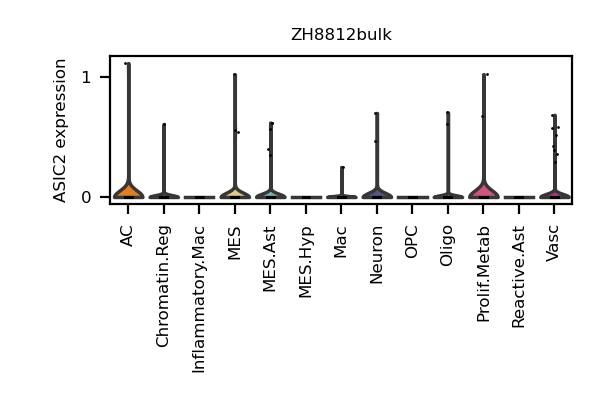 ZH8812bulk
ASIC2 expression
1
0
AC
Chromatin.Reg
Inflammatory.Mac
MES
MES.Ast
MES.Hyp
Mac
Neuron
OPC
Oligo
Prolif.Metab
Reactive.Ast
Vasc